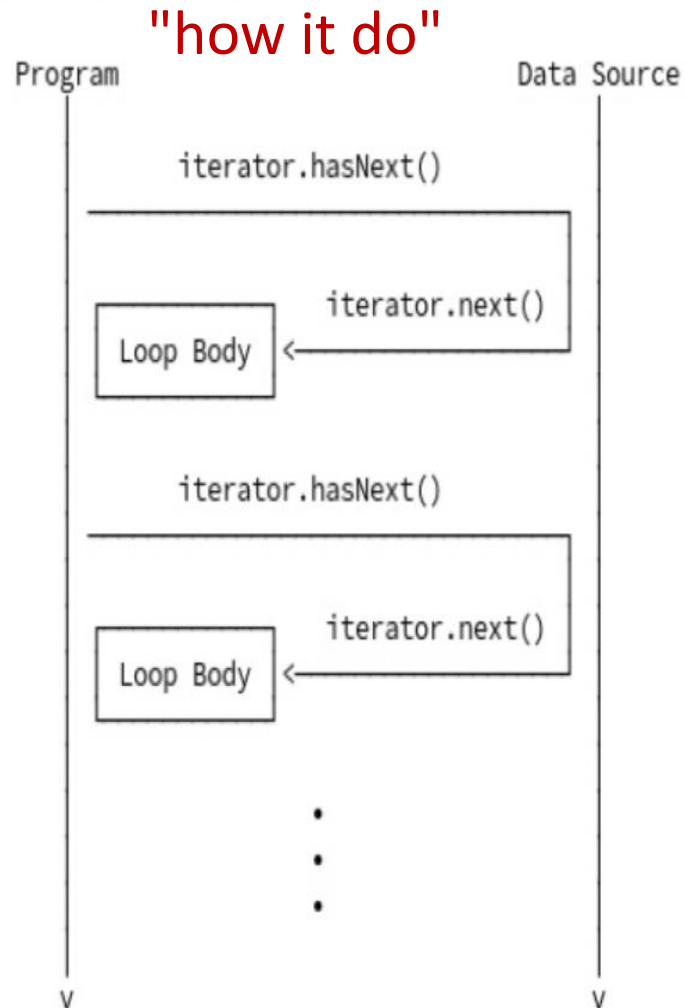 "how it do"
Program Data Source
iterator.hasNext()
iterator.next()
Loop Body <
iterator.hasNext()
iterator.next()
Loop Body <
v v